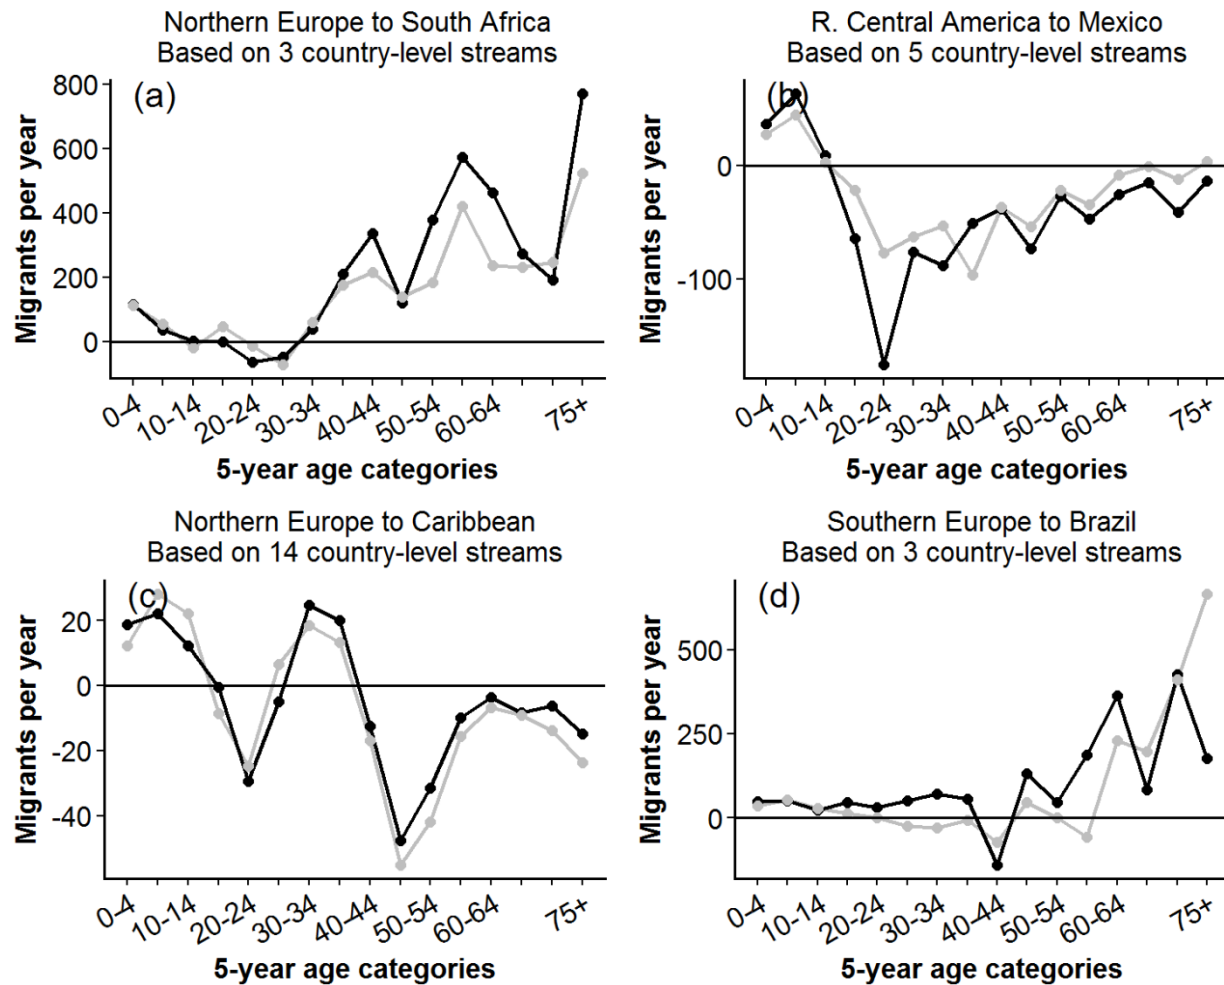 Northern Europe to South Africa
Based on 3 country-level streams
(a)
Migrants per year
800
600
400
200
0
0-4
10-14
20-24
30-34
40-44
50-54
60-64
75+
5-year age categories
R. Central America to Mexico
Based on 5 country-level streams
(b)
Migrants per year
0
-100
0-4
10-14
20-24
30-34
40-44
50-54
60-64
75+
5-year age categories
Northern Europe to Caribbean
Based on 14 country-level streams
(c)
Migrants per year
20
0
-20
-40
0-4
10-14
20-24
30-34
40-44
50-54
60-64
75+
5-year age categories
Southern Europe to Brazil
Based on 3 country-level streams
(d)
Migrants per year
500
250
0
0-4
10-14
20-24
30-34
40-44
50-54
60-64
75+
5-year age categories